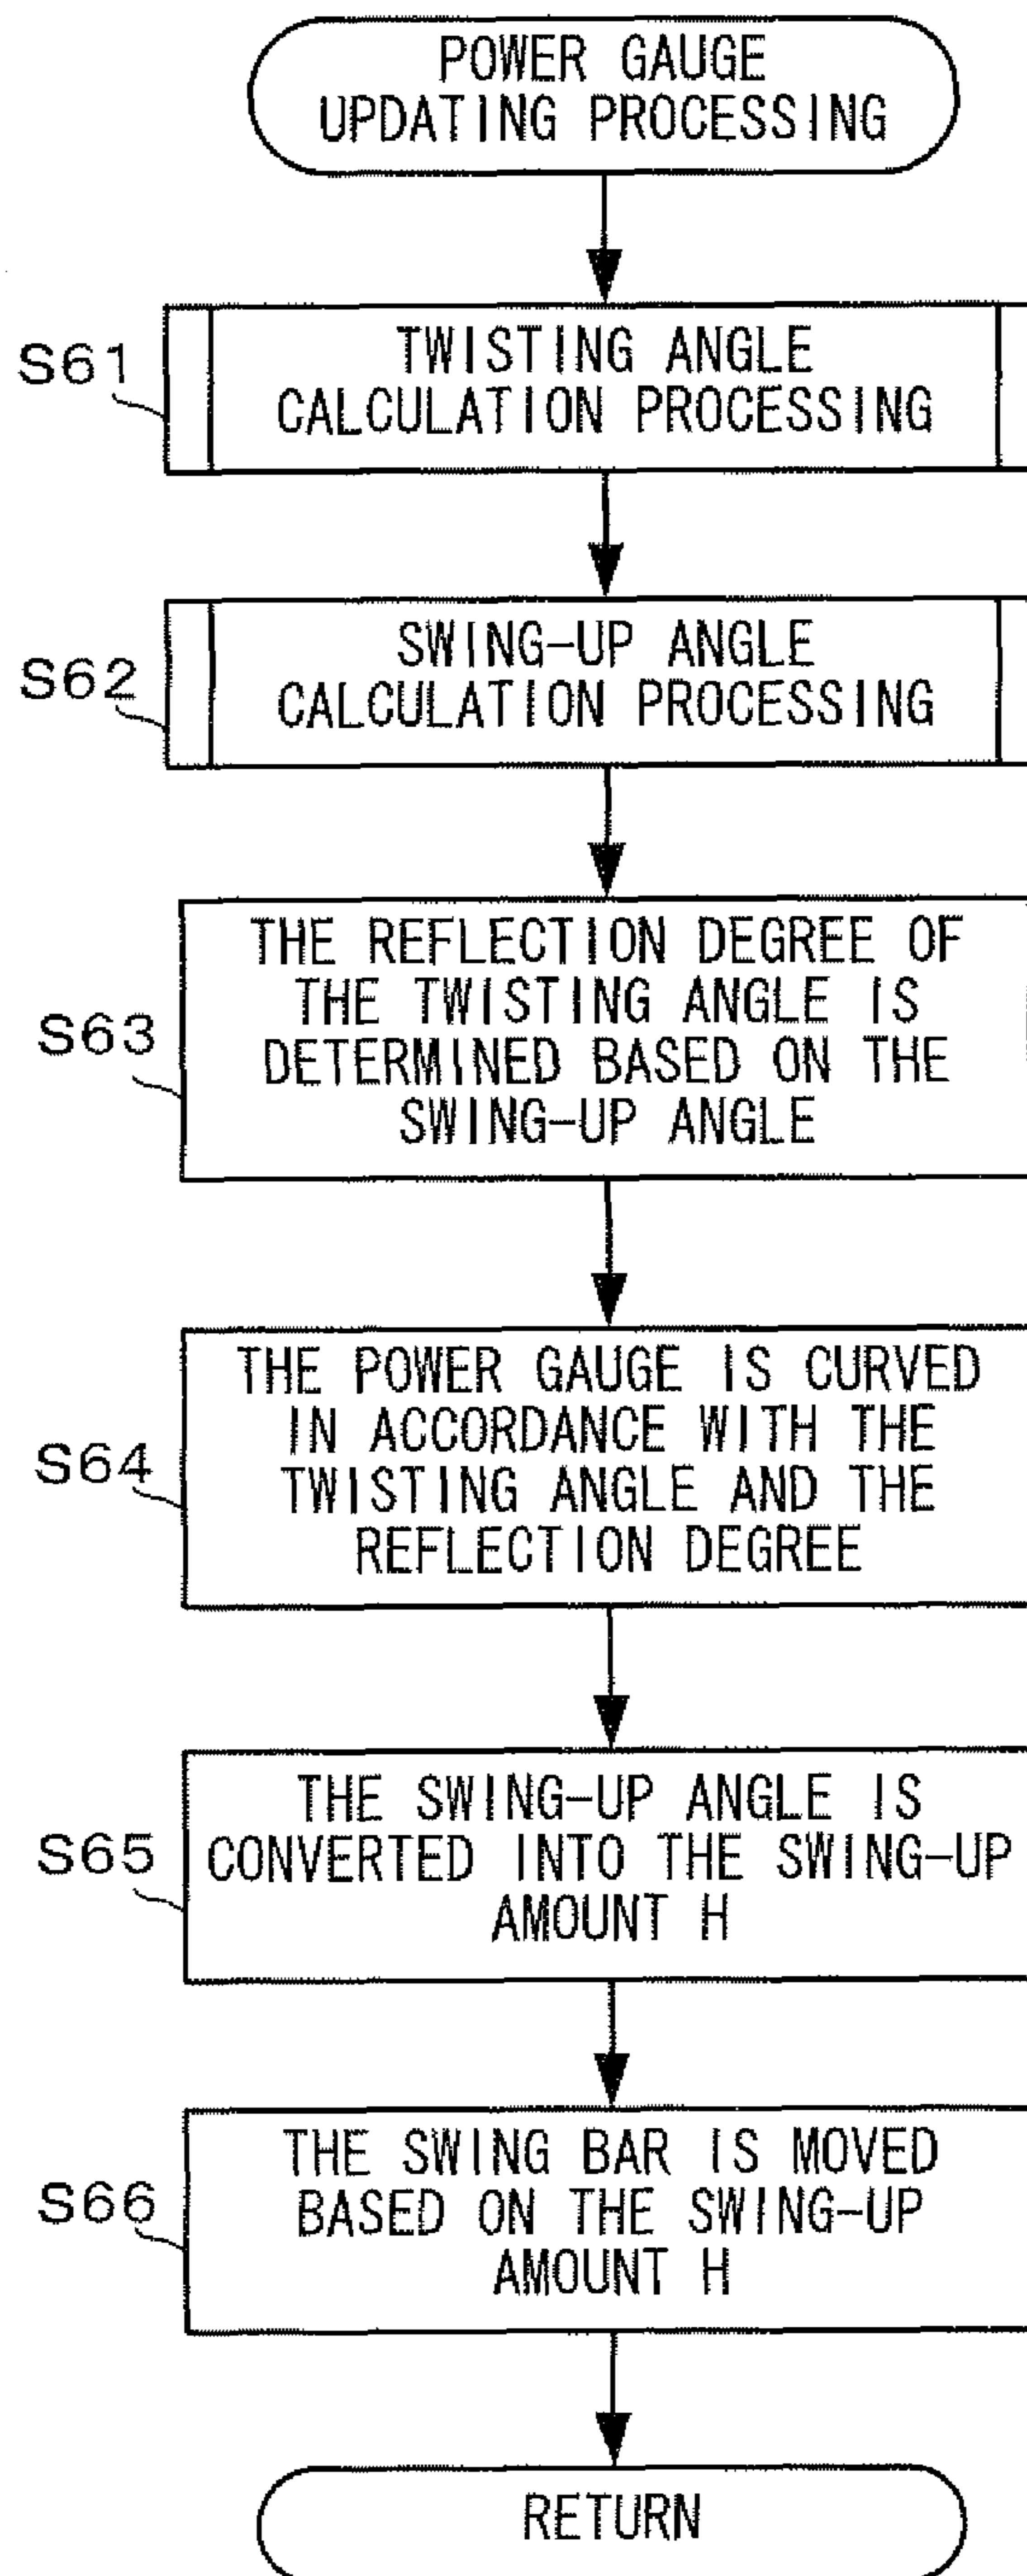 POWER GAUGE
UPDATING PROCESSING
S61
TWISTING ANGLE
CALCULATION PROCESSING
S62
SWING-UP ANGLE
CALCULATION PROCESSING
S63
THE REFLECTION DEGREE OF
THE TWISTING ANGLE IS
DETERMINED BASED ON THE
SWING-UP ANGLE
S64
THE POWER GAUGE IS CURVED
IN ACCORDANCE WITH THE
TWISTING ANGLE AND THE
REFLECTION DEGREE
S65
THE SWING-UP ANGLE IS
CONVERTED INTO THE SWING-UP
AMOUNT H
S66
THE SWING BAR IS MOVED
BASED ON THE SWING-UP
AMOUNT H
RETURN